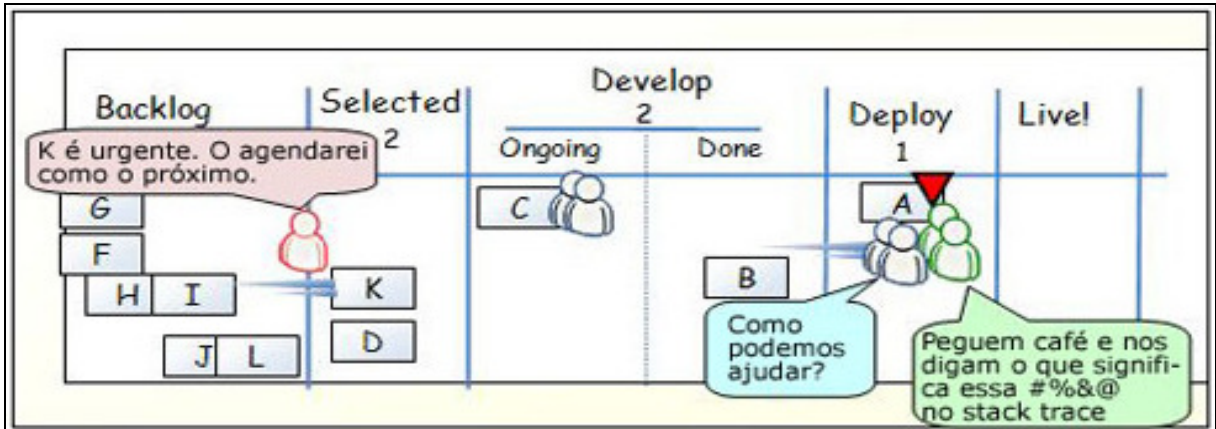 Backlog
Selected
2
Develop
2
Ongoing
Done
Deploy
1
Live!
K é urgente. O agendarei
como o próximo.
G
F
H I
J L
K
D
C
B
A
Como
podemos
ajudar?
Peguem café e nos
digam o que signifi-
ca essa #%&@
no stack trace